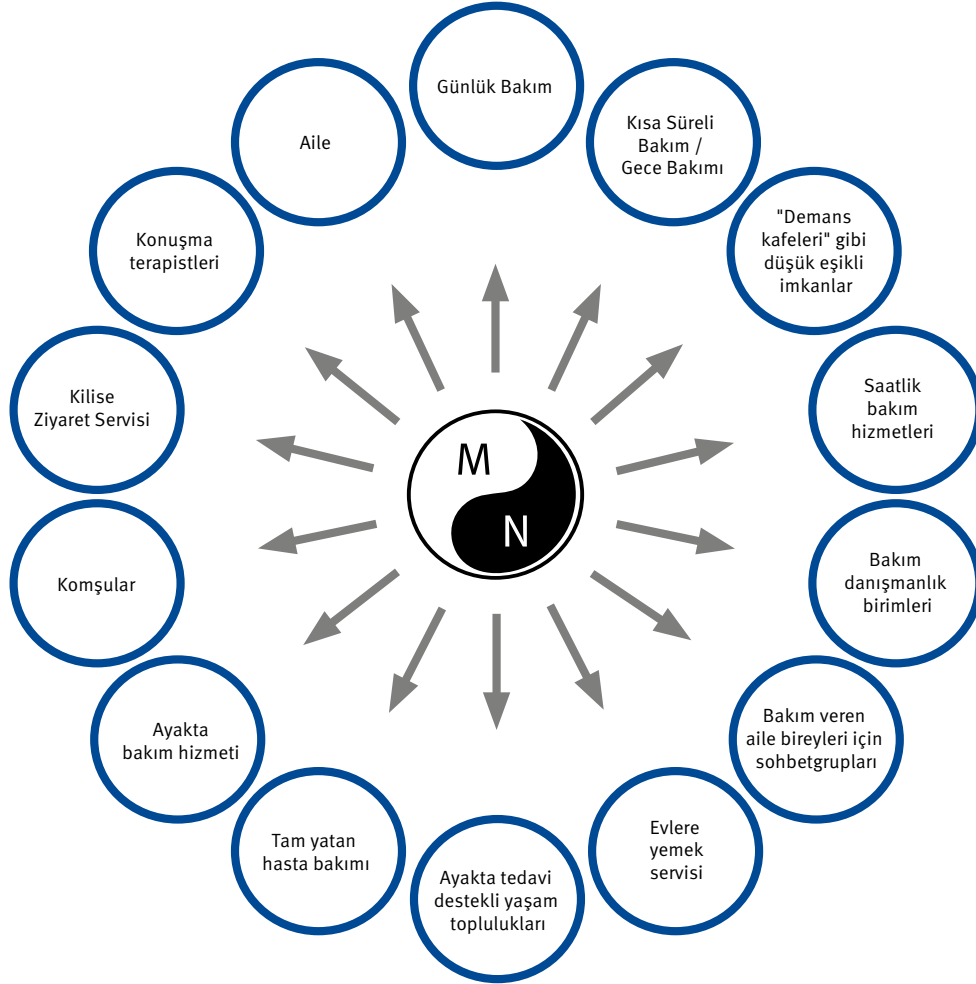 Günlük Bakım
Kısa Süreli
Bakım /
Gece Bakımı
"Demans
kafeleri" gibi
düşük eşikli
imkanlar
Saatlik
bakım
hizmetleri
Bakım
danışmanlık
birimleri
Bakım veren
aile bireyleri için
sohbetgrupları
Evlere
yemek
servisi
Ayakta tedavi
destekli yaşam
toplulukları
Tam yatan
hasta bakımı
Ayakta
bakım hizmeti
Komşular
Kilise
Ziyaret Servisi
Konuşma
terapistleri
Aile
M
N